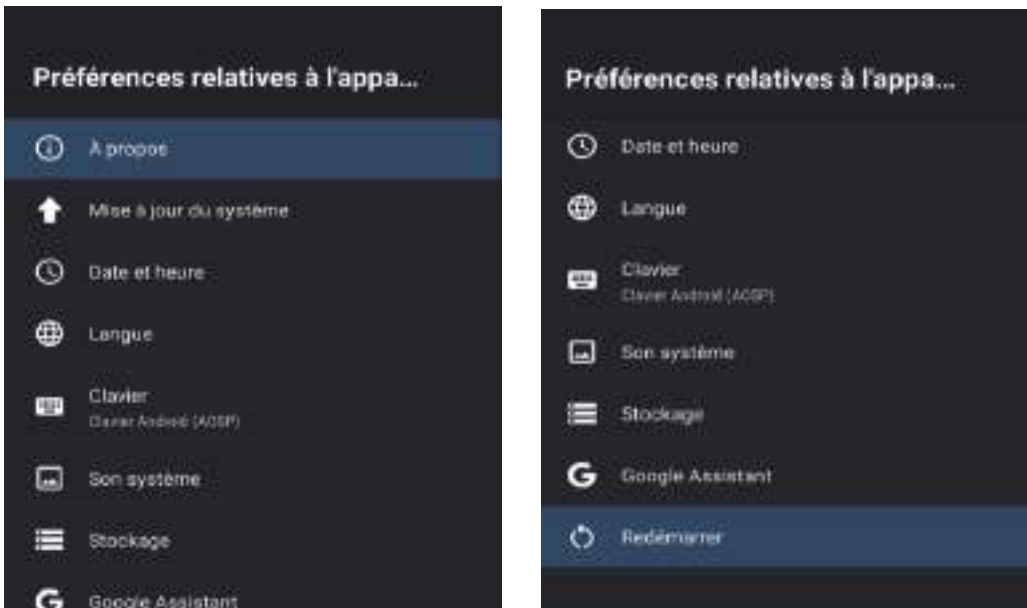 Préférences relatives à l'appa...
À propos
Mise à jour du système
Date et heure
Langue
Clavier
Clavier Android (AOSP)
Son système
Stockage
Google Assistant
Préférences relatives à l'appa...
Date et heure
Langue
Clavier
Clavier Android (AOSP)
Son système
Stockage
Google Assistant
Redémarrer